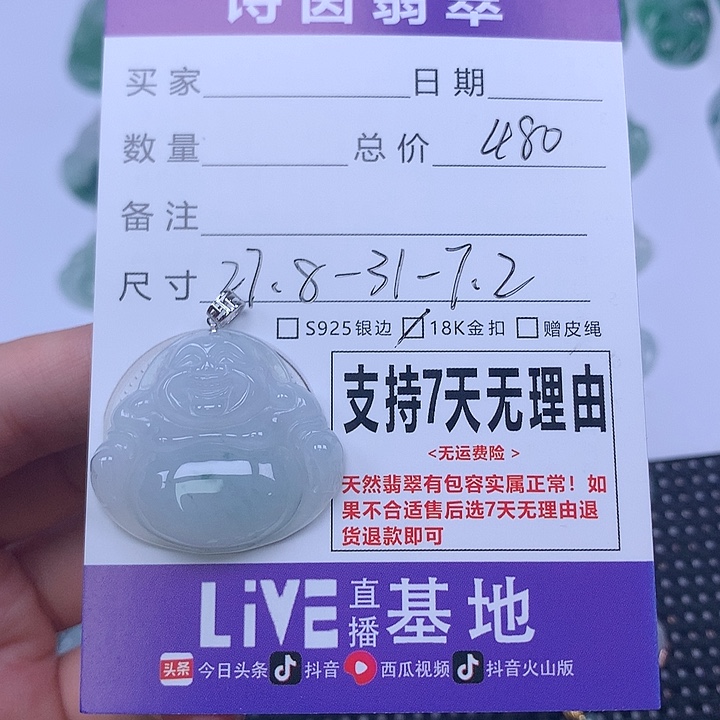 诗茵翡翠
买家 日期
数量 总价 480
备注
尺寸 27.8-31-7.2
S925银边 18K金扣 赠皮绳
支持7天无理由
<无运费险>
天然翡翠有包容实属正常！如
果不合适售后选7天无理由退
货退款即可
LiVE 直播 基地
头条 今日头条 抖音 西瓜视频 抖音火山版